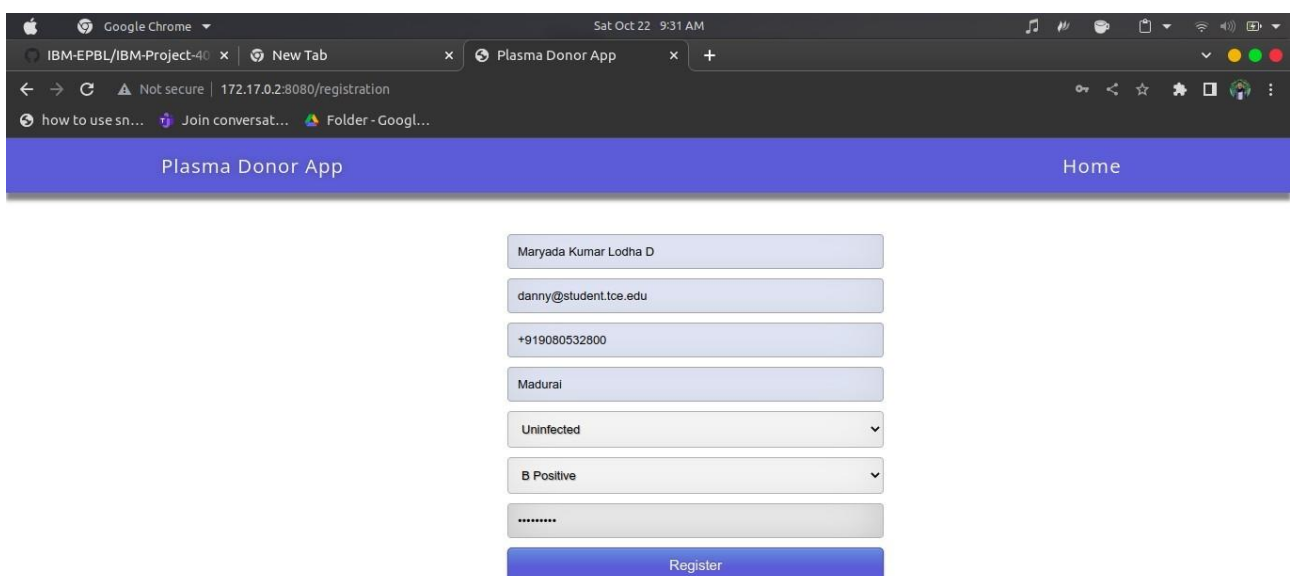 Google Chrome Sat Oct 22 9:31 AM
IBM-EPBL/IBM-Project-40 New Tab Plasma Donor App
Not secure | 172.17.0.2:8080/registration
how to use sn... Join conversat... Folder - Googl...
Plasma Donor App Home
Maryada Kumar Lodha D
danny@student.tce.edu
+919080532800
Madurai
Uninfected
B Positive
•••••••••
Register